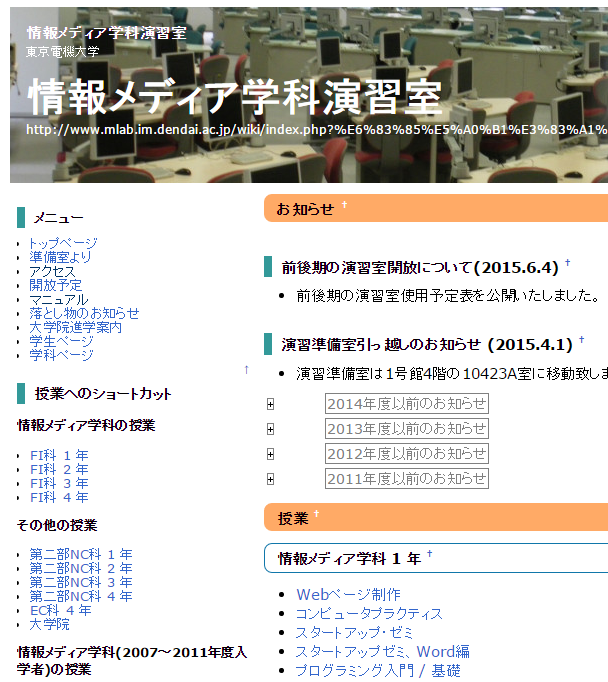 情報メディア学科演習室
東京電機大学
情報メディア学科演習室
http://www.mlab.im.dendai.ac.jp/wiki/index.php?%E6%83%85%E5%A0%B1%E3%83%A1%
メニュー
トップページ
準備室より
アクセス
開放予定
マニュアル
落とし物のお知らせ
大学院進学案内
学生ページ
学科ページ
↑
授業へのショートカット
情報メディア学科の授業
FI科 1 年
FI科 2 年
FI科 3 年
FI科 4 年
その他の授業
第二部NC科 1 年
第二部NC科 2 年
第二部NC科 3 年
第二部NC科 4 年
EC科 4 年
大学院
情報メディア学科(2007～2011年度入
学者)の授業
お知らせ †
前後期の演習室開放について(2015.6.4) †
前後期の演習室使用予定表を公開いたしました。
演習準備室引っ越しのお知らせ (2015.4.1) †
演習準備室は1号館4階の10423A室に移動致しま
+ 2014年度以前のお知らせ
+ 2013年度以前のお知らせ
+ 2012年度以前のお知らせ
+ 2011年度以前のお知らせ
授業 †
情報メディア学科 1 年 †
Webページ制作
コンピュータプラクティス
スタートアップ・ゼミ
スタートアップゼミ、Word編
プログラミング入門 / 基礎